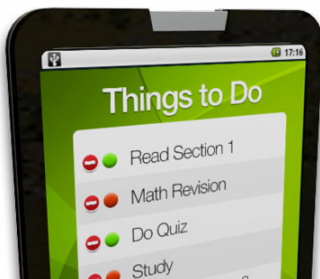 17:16
Things to Do
Read Section 1
Math Revision
Do Quiz
Study